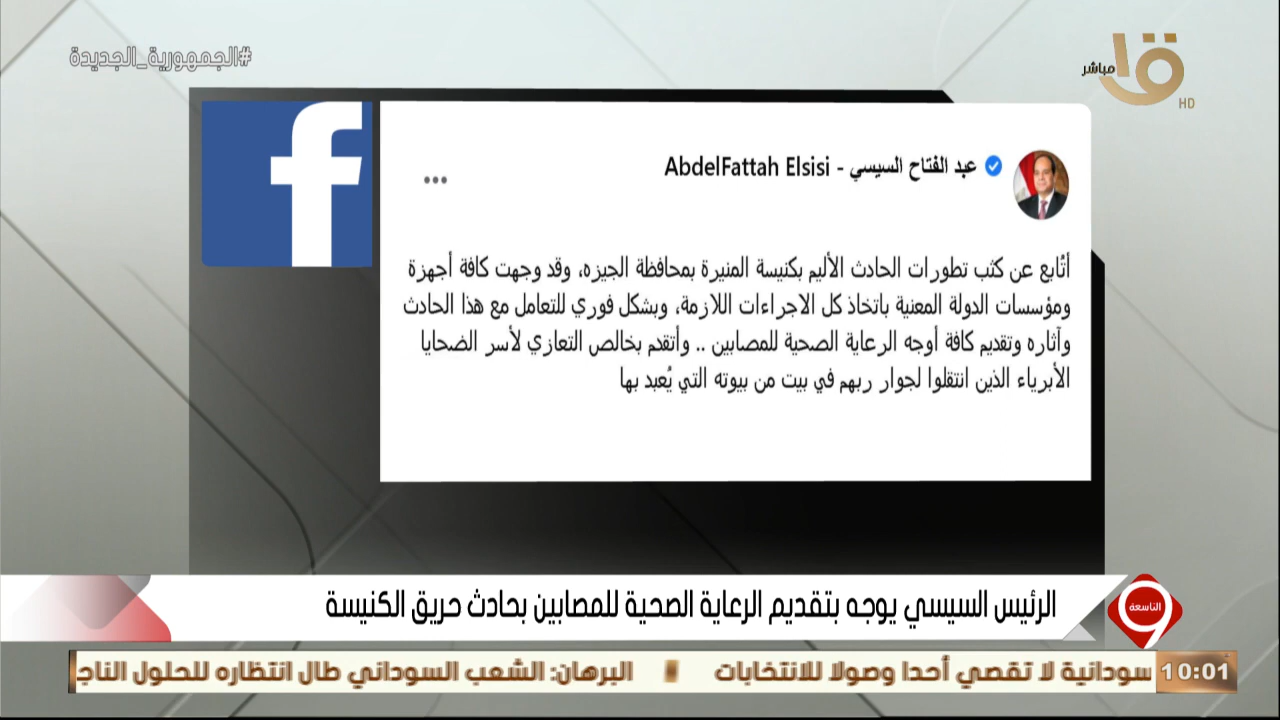 #الجمهورية_الجديدة
مباشر
HD
عبد الفتاح السيسي - AbdelFattah Elsisi
أتابع عن كثب تطورات الحادث الأليم بكنيسة المنيرة بمحافظة الجيزه، وقد وجهت كافة أجهزة
ومؤسسات الدولة المعنية باتخاذ كل الاجراءات اللازمة، وبشكل فوري للتعامل مع هذا الحادث
وآثاره وتقديم كافة أوجه الرعاية الصحية للمصابين .. وأتقدم بخالص التعازي لأسر الضحايا
الأبرياء الذين انتقلوا لجوار ربهم في بيت من بيوته التي يُعبد بها
الرئيس السيسي يوجه بتقديم الرعاية الصحية للمصابين بحادث حريق الكنيسة
التاسعة
9
10:01 سودانية لا تقصي أحدا وصولا للانتخابات البرهان: الشعب السوداني طال انتظاره للحلول